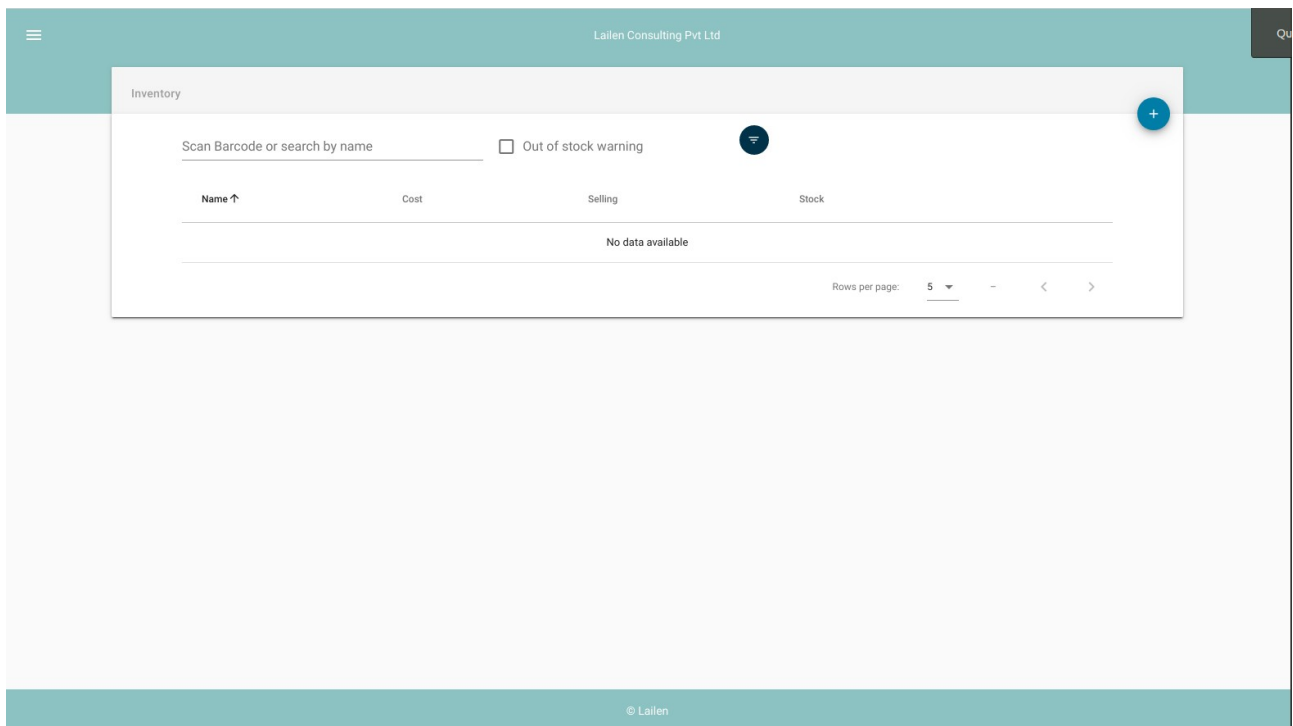 Lailen Consulting Pvt Ltd
Qu
Inventory
Scan Barcode or search by name
Out of stock warning
Name Cost Selling Stock
No data available
Rows per page: 5 –
© Lailen